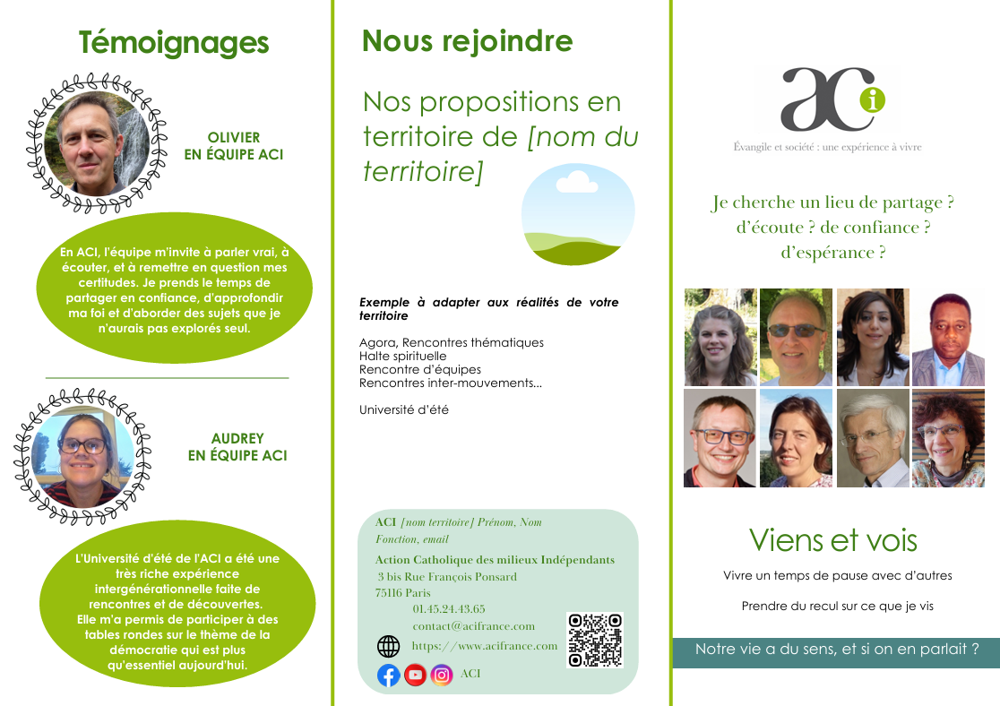 Témoignages
OLIVIER
EN ÉQUIPE ACI
En ACI, l'équipe m'invite à parler vrai, à
écouter, et à remettre en question mes
certitudes. Je prends le temps de
partager en confiance, d'approfondir
ma foi et d'aborder des sujets que je
n'aurais pas explorés seul.
AUDREY
EN ÉQUIPE ACI
L'Université d'été de l'ACI a été une
très riche expérience
intergénérationnelle faite de
rencontres et de découvertes.
Elle m'a permis de participer à des
tables rondes sur le thème de la
démocratie qui est plus
qu'essentiel aujourd'hui.
Nous rejoindre
Nos propositions en
territoire de [nom du
territoire]
Exemple à adapter aux réalités de votre
territoire
Agora, Rencontres thématiques
Halte spirituelle
Rencontre d'équipes
Rencontres inter-mouvements...
Université d'été
ACI [nom territoire] Prénom, Nom
Fonction, email
Action Catholique des milieux Indépendants
3 bis Rue François Ponsard
75116 Paris
01.45.24.43.65
contact@acifrance.com
https://www.acifrance.com
ACI
aci
Évangile et société : une expérience à vivre
Je cherche un lieu de partage ?
d'écoute ? de confiance ?
d'espérance ?
Viens et vois
Vivre un temps de pause avec d'autres
Prendre du recul sur ce que je vis
Notre vie a du sens, et si on en parlait ?